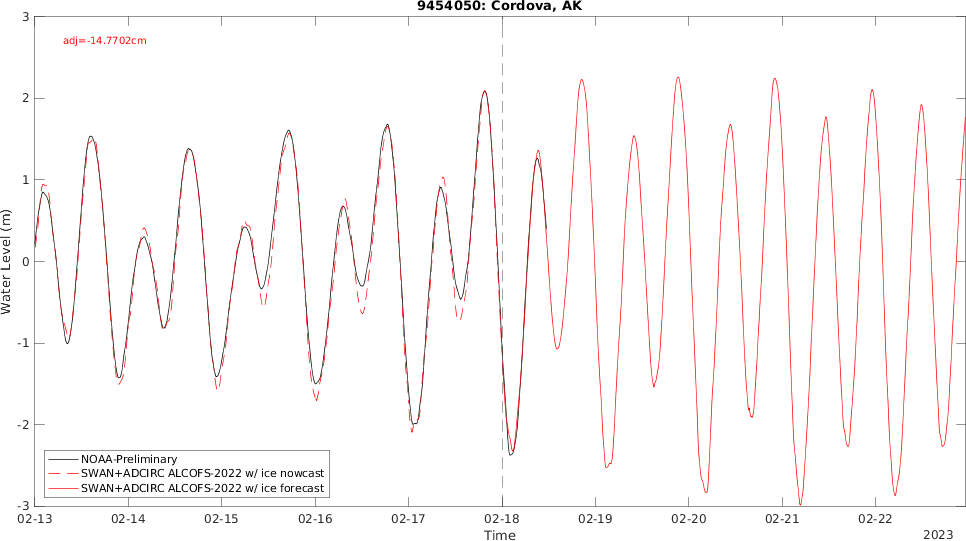 9454050: Cordova, AK
adj=-14.7702cm
3
2
1
0
-1
-2
-3
Water Level (m)
NOAA-Preliminary
SWAN+ADCIRC ALCOFS-2022 w/ ice nowcast
SWAN+ADCIRC ALCOFS-2022 w/ ice forecast
02-13 02-14 02-15 02-16 02-17 02-18 02-19 02-20 02-21 02-22
Time
2023